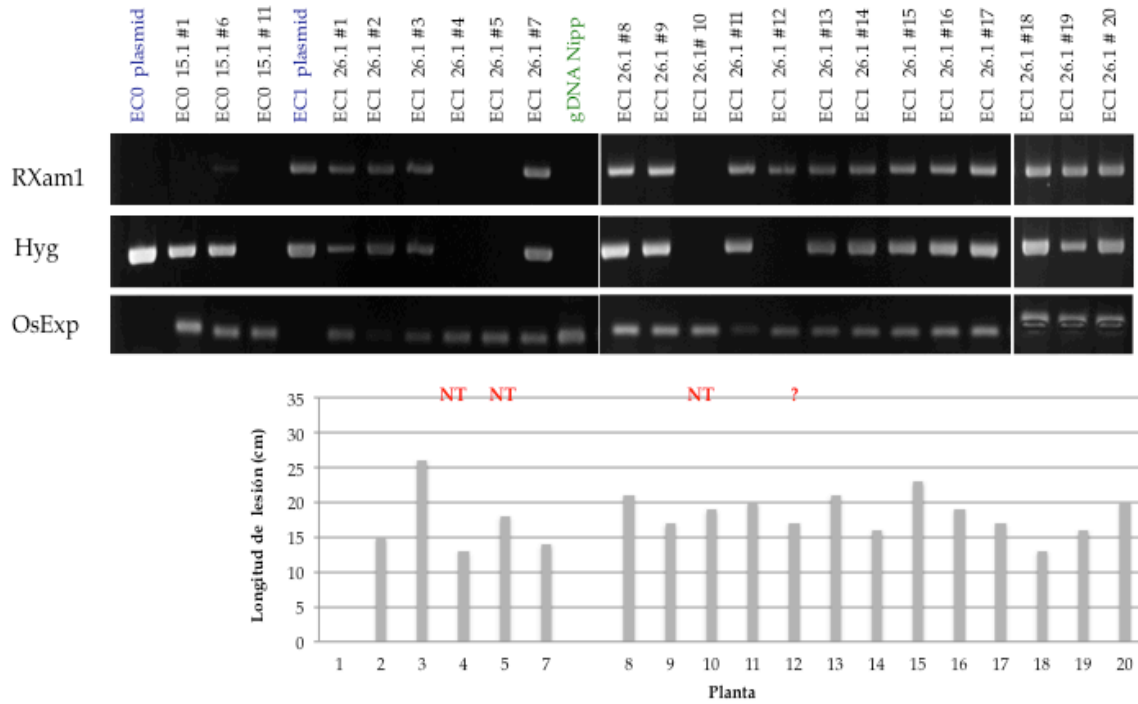 EC0 plasmid
EC0 15.1 #1
EC0 15.1 #6
EC0 15.1 # 11
EC1 plasmid
EC1 26.1 #1
EC1 26.1 #2
EC1 26.1 #3
EC1 26.1 #4
EC1 26.1 #5
EC1 26.1 #7
gDNA Nipp
EC1 26.1 #8
EC1 26.1 #9
EC1 26.1# 10
EC1 26.1 #11
EC1 26.1 #12
EC1 26.1 #13
EC1 26.1 #14
EC1 26.1 #15
EC1 26.1 #16
EC1 26.1 #17
EC1 26.1 #18
EC1 26.1 #19
EC1 26.1 # 20
RXam1
Hyg
OsExp
NT NT NT ?
35
30
25
20
15
10
5
0
Longitud de lesión (cm)
1 2 3 4 5 7 8 9 10 11 12 13 14 15 16 17 18 19 20
Planta